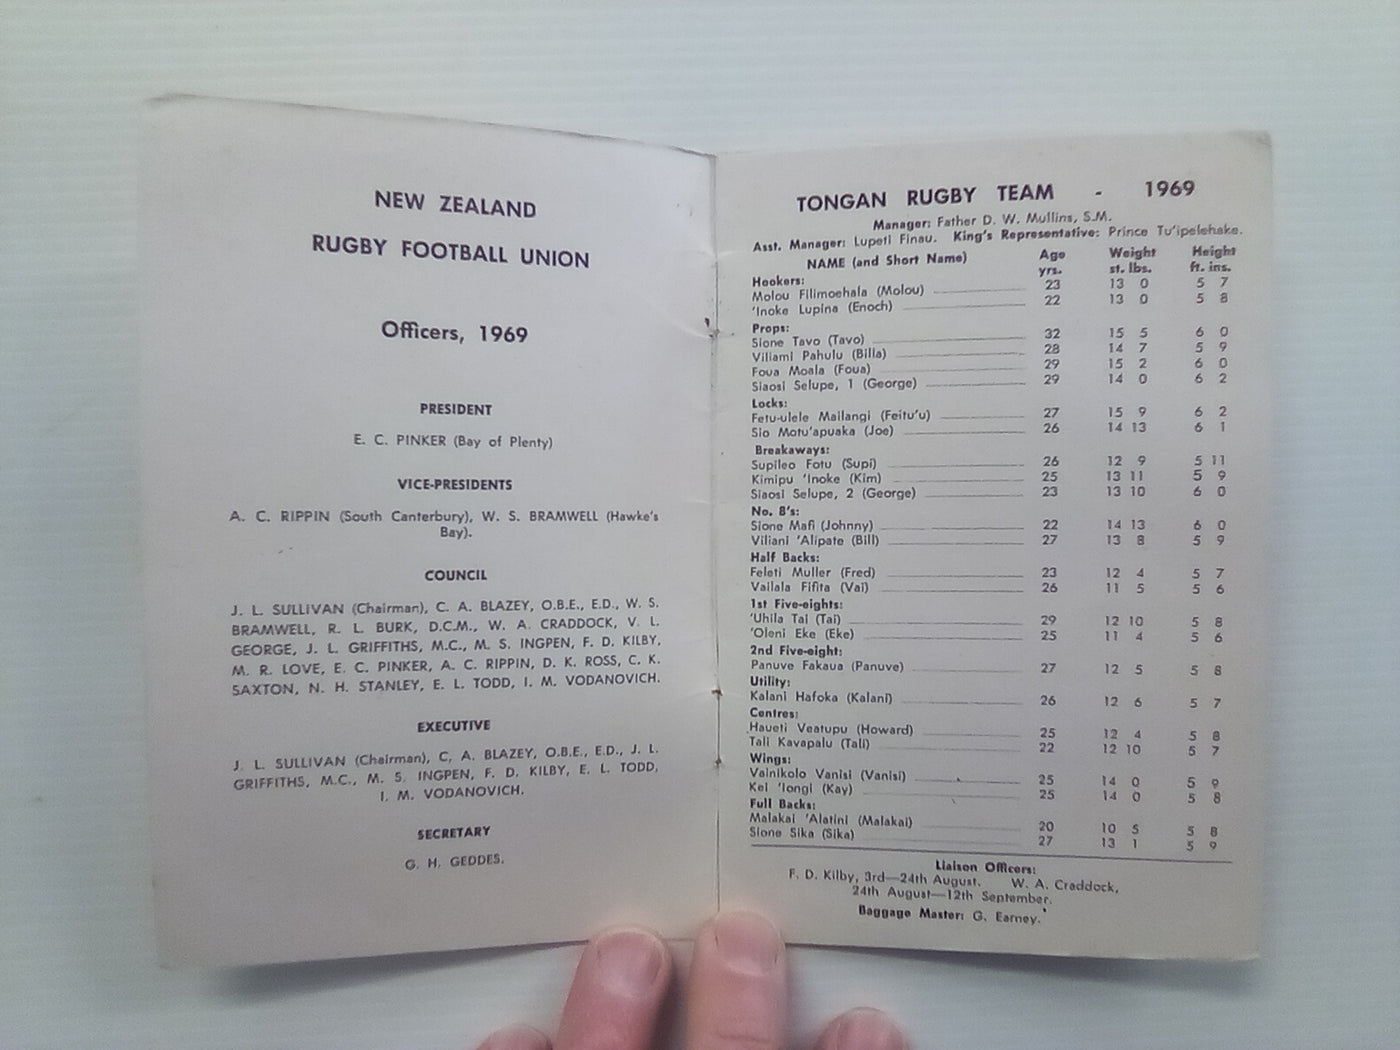 NEW ZEALAND
RUGBY FOOTBALL UNION
Officers, 1969
PRESIDENT
E. C. PINKER (Bay of Plenty)
VICE-PRESIDENTS
A. C. RIPPIN (South Canterbury), W. S. BRAMWELL (Hawke's
Bay).
COUNCIL
J. L. SULLIVAN (Chairman), C. A. BLAZEY, O.B.E., E.D., W. S.
BRAMWELL, R. L. BURK, D.C.M., W. A. CRADDOCK, V. L.
GEORGE, J. L. GRIFFITHS, M.C., M. S. INGPEN, F. D. KILBY,
M. R. LOVE, E. C. PINKER, A. C. RIPPIN, D. K. ROSS, C. K.
SAXTON, N. H. STANLEY, E. L. TODD, I. M. VODANOVICH.
EXECUTIVE
J. L. SULLIVAN (Chairman), C, A. BLAZEY, O.B.E., E.D., J. L.
GRIFFITHS, M.C., M. S. INGPEN, F. D. KILBY, E. L. TODD,
I. M. VODANOVICH.
SECRETARY
G. H. GEDDES.
TONGAN RUGBY TEAM - 1969
Manager: Father D. W. Mullins, S.M.
Asst. Manager: Lupeti Finau. King's Representative: Prince Tu'ipelehake.
NAME (and Short Name) Age Weight Height
yrs. st. lbs. ft. ins.
Hookers:
Molou Filimoehala (Molou) 23 13 0 5 7
'Inoke Lupina (Enoch) 22 13 0 5 8
Props:
Sione Tavo (Tavo) 32 15 5 6 0
Viliami Pahulu (Billa) 28 14 7 5 9
Foua Moala (Foua) 29 15 2 6 0
Siaosi Selupe, 1 (George) 29 14 0 6 2
Locks:
Fetu-ulele Mailangi (Feitu'u) 27 15 9 6 2
Sio Motu'apuaka (Joe) 26 14 13 6 1
Breakaways:
Supileo Fotu (Supi) 26 12 9 5 11
Kimipu 'Inoke (Kim) 25 13 11 5 9
Siaosi Selupe, 2 (George) 23 13 10 6 0
No. 8's:
Sione Mafi (Johnny) 22 14 13 6 0
Viliani 'Alipate (Bill) 27 13 8 5 9
Half Backs:
Feleti Muller (Fred) 23 12 4 5 7
Vailala Fifita (Vai) 26 11 5 5 6
1st Five-eights:
'Uhila Tai (Tai) 29 12 10 5 8
'Oleni Eke (Eke) 25 11 4 5 6
2nd Five-eight:
Panuve Fakaua (Panuve) 27 12 5 5 8
Utility:
Kalani Hafoka (Kalani) 26 12 6 5 7
Centres:
Haueti Veatupu (Howard) 25 12 4 5 8
Tali Kavapalu (Tali) 22 12 10 5 7
Wings:
Vainikolo Vanisi (Vanisi) 25 14 0 5 9
Kei 'Iongi (Kay) 25 14 0 5 8
Full Backs:
Malakai 'Alatini (Malakai) 20 10 5 5 8
Sione Sika (Sika) 27 13 1 5 9
Liaison Officers:
F. D. Kilby, 3rd—24th August. W. A. Craddock,
24th August—12th September.
Baggage Master: G. Earney.